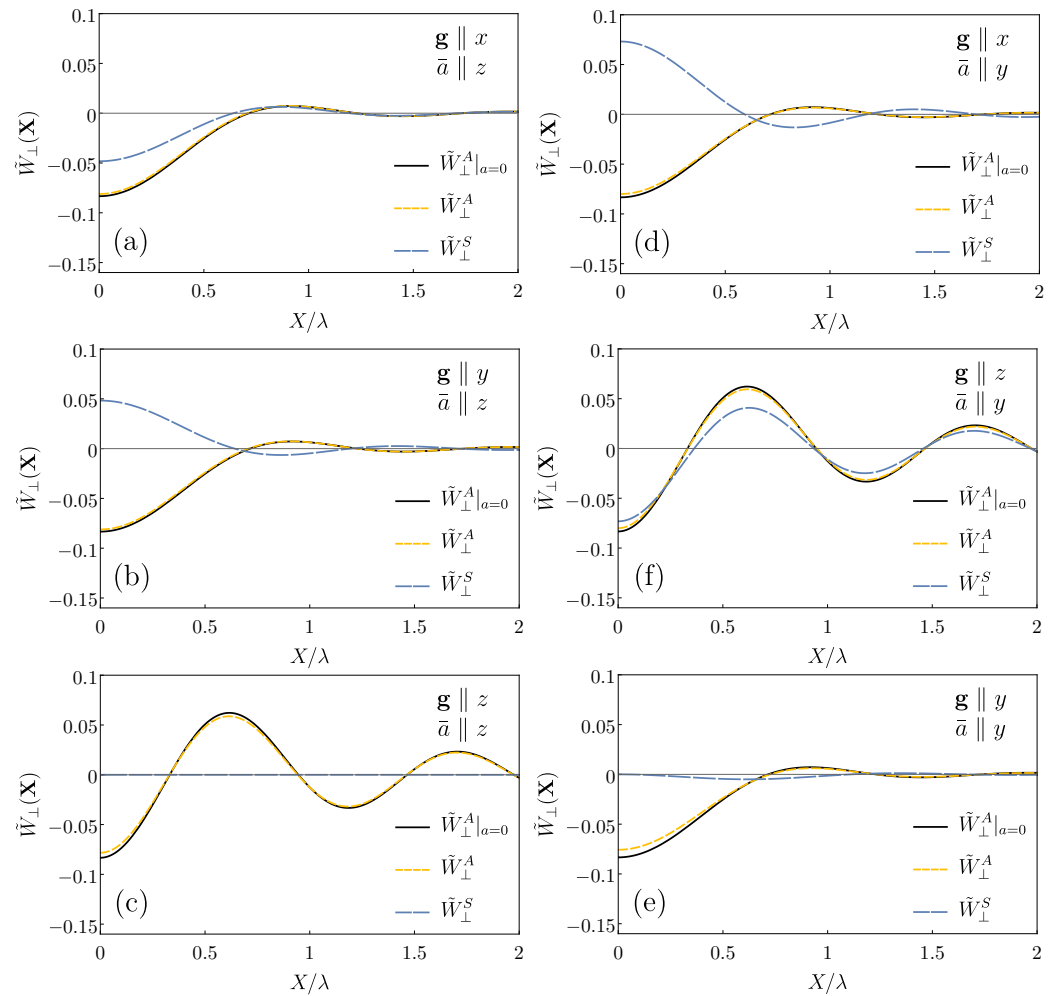 0.1
0.05
0
−0.05
−0.1
−0.15
W̃⊥(X)
g ∥ x
ā ∥ z
W̃⊥^A|a=0
W̃⊥^A
W̃⊥^S
(a)
0 0.5 1 1.5 2
X/λ
0.1
0.05
0
−0.05
−0.1
−0.15
W̃⊥(X)
g ∥ x
ā ∥ y
W̃⊥^A|a=0
W̃⊥^A
W̃⊥^S
(d)
0 0.5 1 1.5 2
X/λ
0.1
0.05
0
−0.05
−0.1
−0.15
W̃⊥(X)
g ∥ y
ā ∥ z
W̃⊥^A|a=0
W̃⊥^A
W̃⊥^S
(b)
0 0.5 1 1.5 2
X/λ
0.1
0.05
0
−0.05
−0.1
−0.15
W̃⊥(X)
g ∥ z
ā ∥ y
W̃⊥^A|a=0
W̃⊥^A
W̃⊥^S
(f)
0 0.5 1 1.5 2
X/λ
0.1
0.05
0
−0.05
−0.1
−0.15
W̃⊥(X)
g ∥ z
ā ∥ z
W̃⊥^A|a=0
W̃⊥^A
W̃⊥^S
(c)
0 0.5 1 1.5 2
X/λ
0.1
0.05
0
−0.05
−0.1
−0.15
W̃⊥(X)
g ∥ y
ā ∥ y
W̃⊥^A|a=0
W̃⊥^A
W̃⊥^S
(e)
0 0.5 1 1.5 2
X/λ